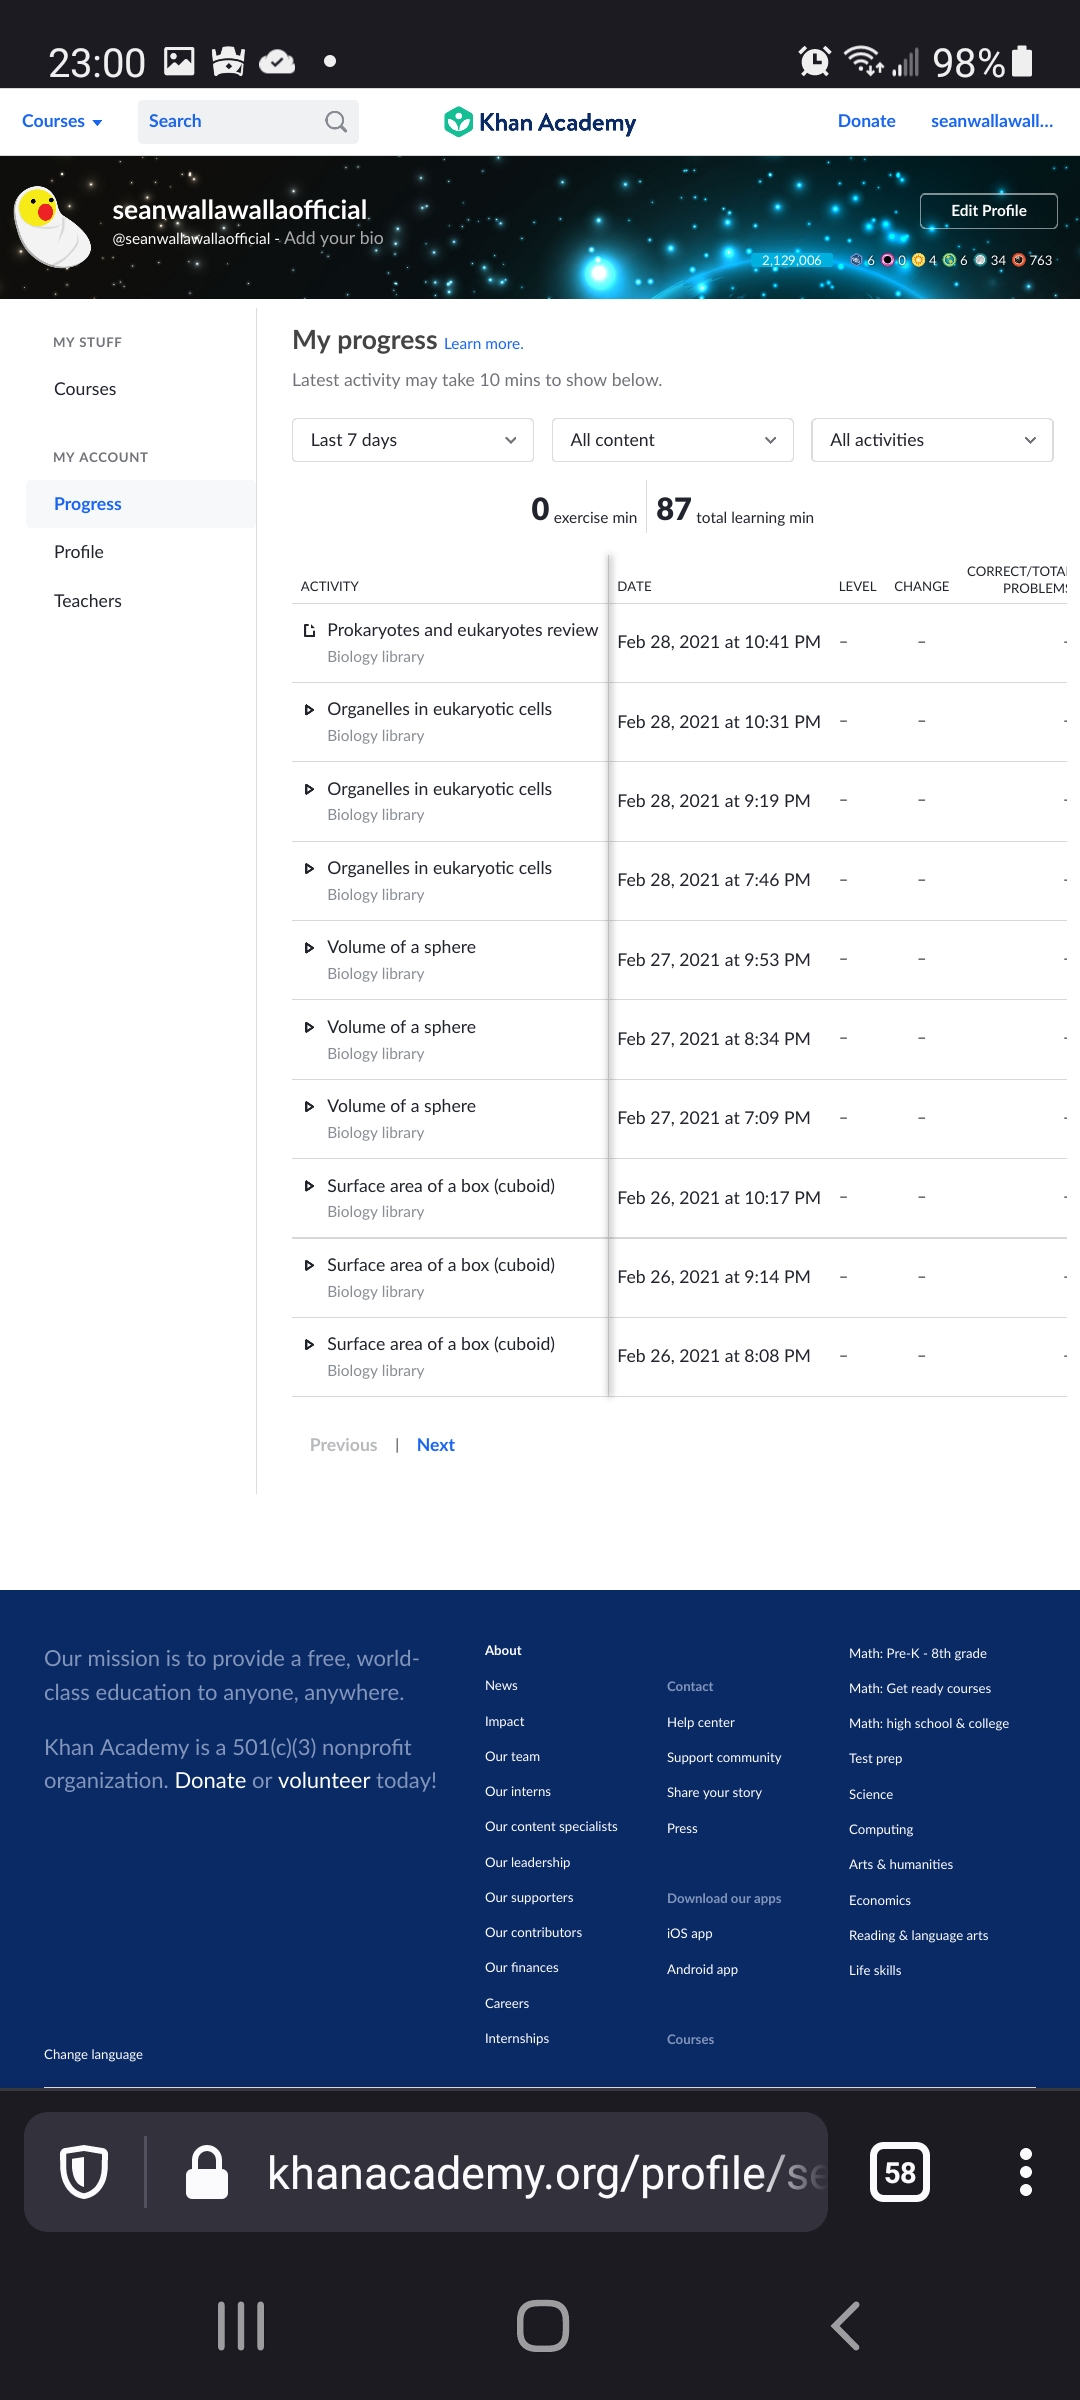 23:00 98%
Courses Search Khan Academy Donate seanwallawall...
seanwallawallaofficial
Edit Profile
@seanwallawallaofficial - Add your bio
2,129,006 6 0 4 6 34 763
MY STUFF
Courses
MY ACCOUNT
Progress
Profile
Teachers
My progress Learn more.
Latest activity may take 10 mins to show below.
Last 7 days All content All activities
0 exercise min 87 total learning min
ACTIVITY DATE LEVEL CHANGE CORRECT/TOTAL PROBLEMS
Prokaryotes and eukaryotes review Feb 28, 2021 at 10:41 PM – – -
Biology library
Organelles in eukaryotic cells Feb 28, 2021 at 10:31 PM – – -
Biology library
Organelles in eukaryotic cells Feb 28, 2021 at 9:19 PM – – -
Biology library
Organelles in eukaryotic cells Feb 28, 2021 at 7:46 PM – – -
Biology library
Volume of a sphere Feb 27, 2021 at 9:53 PM – – -
Biology library
Volume of a sphere Feb 27, 2021 at 8:34 PM – – -
Biology library
Volume of a sphere Feb 27, 2021 at 7:09 PM – – -
Biology library
Surface area of a box (cuboid) Feb 26, 2021 at 10:17 PM – – -
Biology library
Surface area of a box (cuboid) Feb 26, 2021 at 9:14 PM – – -
Biology library
Surface area of a box (cuboid) Feb 26, 2021 at 8:08 PM – – -
Biology library
Previous | Next
Our mission is to provide a free, world-
class education to anyone, anywhere.
Khan Academy is a 501(c)(3) nonprofit
organization. Donate or volunteer today!
Change language
About
News
Impact
Our team
Our interns
Our content specialists
Our leadership
Our supporters
Our contributors
Our finances
Careers
Internships
Contact
Help center
Support community
Share your story
Press
Download our apps
iOS app
Android app
Courses
Math: Pre-K - 8th grade
Math: Get ready courses
Math: high school & college
Test prep
Science
Computing
Arts & humanities
Economics
Reading & language arts
Life skills
khanacademy.org/profile/se 58